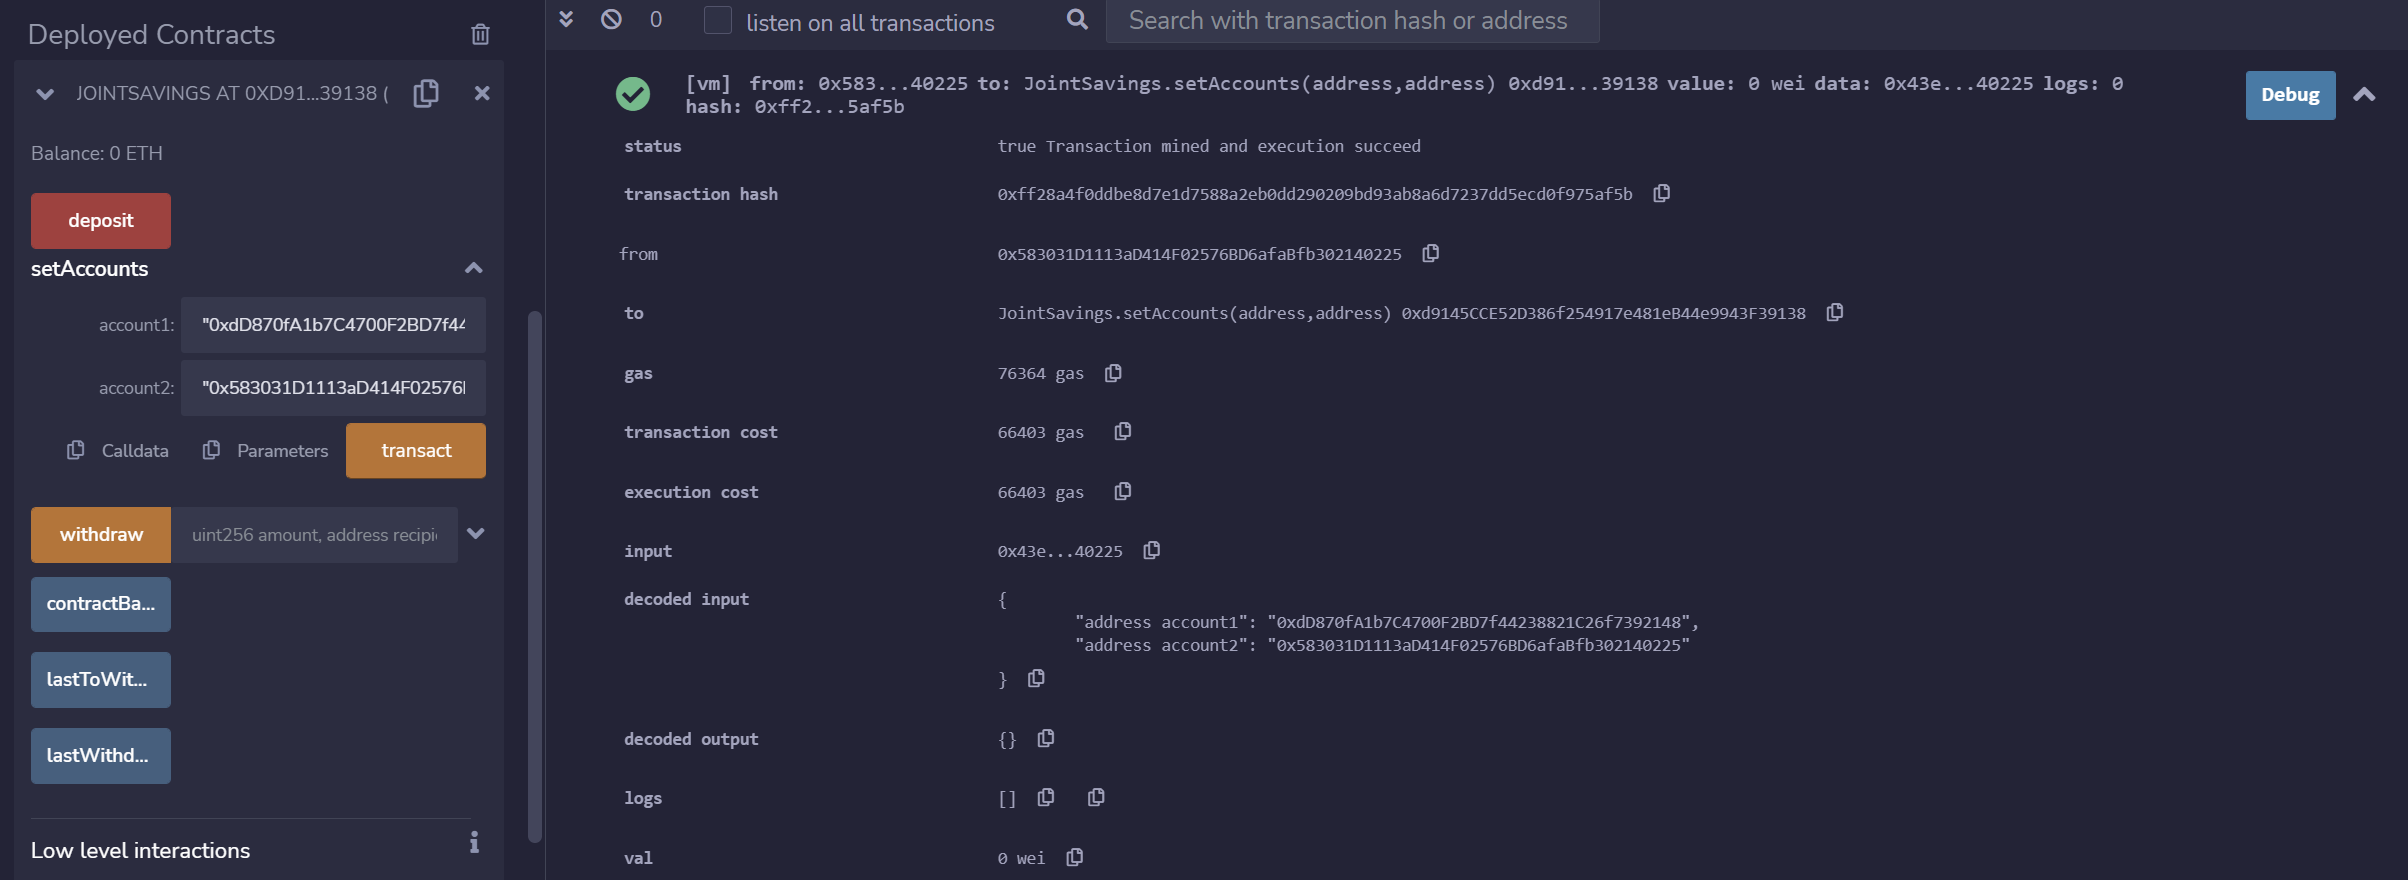 Deployed Contracts
JOINTSAVINGS AT 0XD91...39138 (
Balance: 0 ETH
deposit
setAccounts
account1: "0xdD870fA1b7C4700F2BD7f44
account2: "0x583031D1113aD414F02576
Calldata Parameters transact
withdraw uint256 amount, address recipi
contractBa...
lastToWit...
lastWithd...
Low level interactions
0 listen on all transactions Search with transaction hash or address
[vm] from: 0x583...40225 to: JointSavings.setAccounts(address,address) 0xd91...39138 value: 0 wei data: 0x43e...40225 logs: 0
hash: 0xff2...5af5b
Debug
status true Transaction mined and execution succeed
transaction hash 0xff28a4f0ddbe8d7e1d7588a2eb0dd290209bd93ab8a6d7237dd5ecd0f975af5b
from 0x583031D1113aD414F02576BD6afaBfb302140225
to JointSavings.setAccounts(address,address) 0xd9145CCE52D386f254917e481eB44e9943F39138
gas 76364 gas
transaction cost 66403 gas
execution cost 66403 gas
input 0x43e...40225
decoded input {
"address account1": "0xdD870fA1b7C4700F2BD7f44238821C26f7392148",
"address account2": "0x583031D1113aD414F02576BD6afaBfb302140225"
}
decoded output {}
logs []
val 0 wei